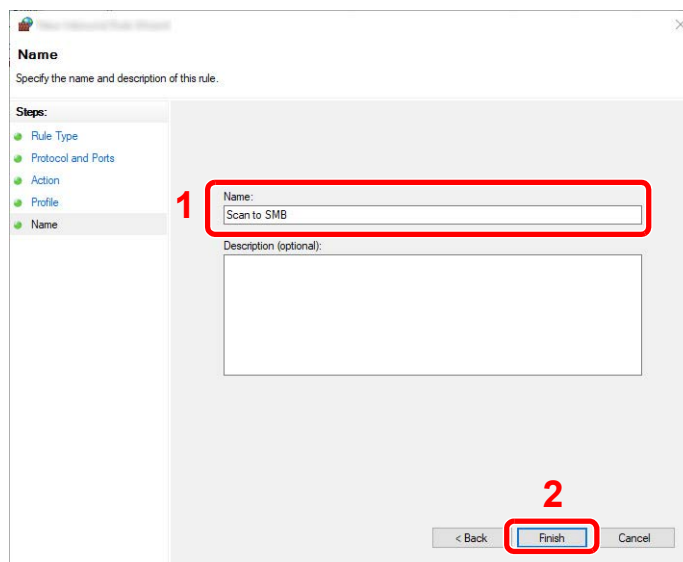 Name
Specify the name and description of this rule.
Steps:
Rule Type
Protocol and Ports
Action
Profile
Name
1
Name:
Scan to SMB
Description (optional):
2
< Back
Finish
Cancel